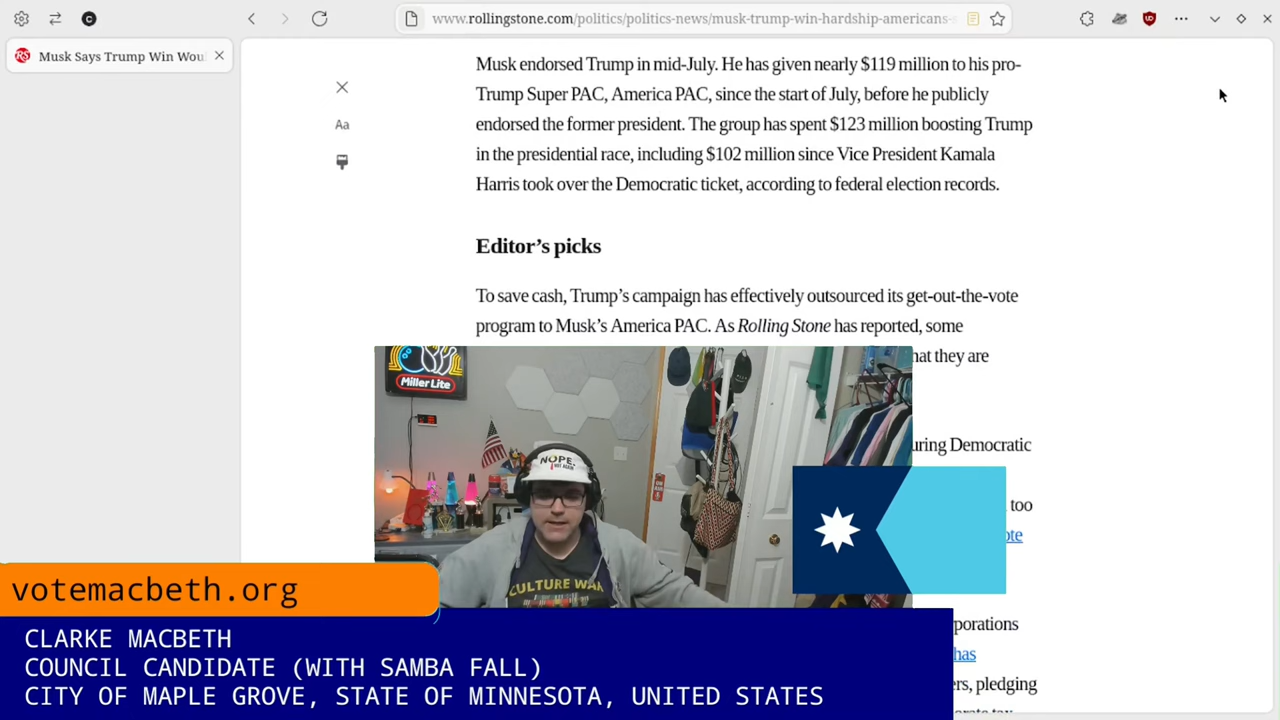 www.rollingstone.com/politics/politics-news/musk-trump-win-hardship-americans-
Musk Says Trump Win Wou
Aa
Musk endorsed Trump in mid-July. He has given nearly $119 million to his pro-
Trump Super PAC, America PAC, since the start of July, before he publicly
endorsed the former president. The group has spent $123 million boosting Trump
in the presidential race, including $102 million since Vice President Kamala
Harris took over the Democratic ticket, according to federal election records.
Editor’s picks
To save cash, Trump’s campaign has effectively outsourced its get-out-the-vote
program to Musk’s America PAC. As Rolling Stone has reported, some
hat they are
uring Democratic
too
ote
porations
has
ers, pledging
Miller Lite
NOPE.
NOT AGAIN
CULTURE WAR
votemacbeth.org
CLARKE MACBETH
COUNCIL CANDIDATE (WITH SAMBA FALL)
CITY OF MAPLE GROVE, STATE OF MINNESOTA, UNITED STATES